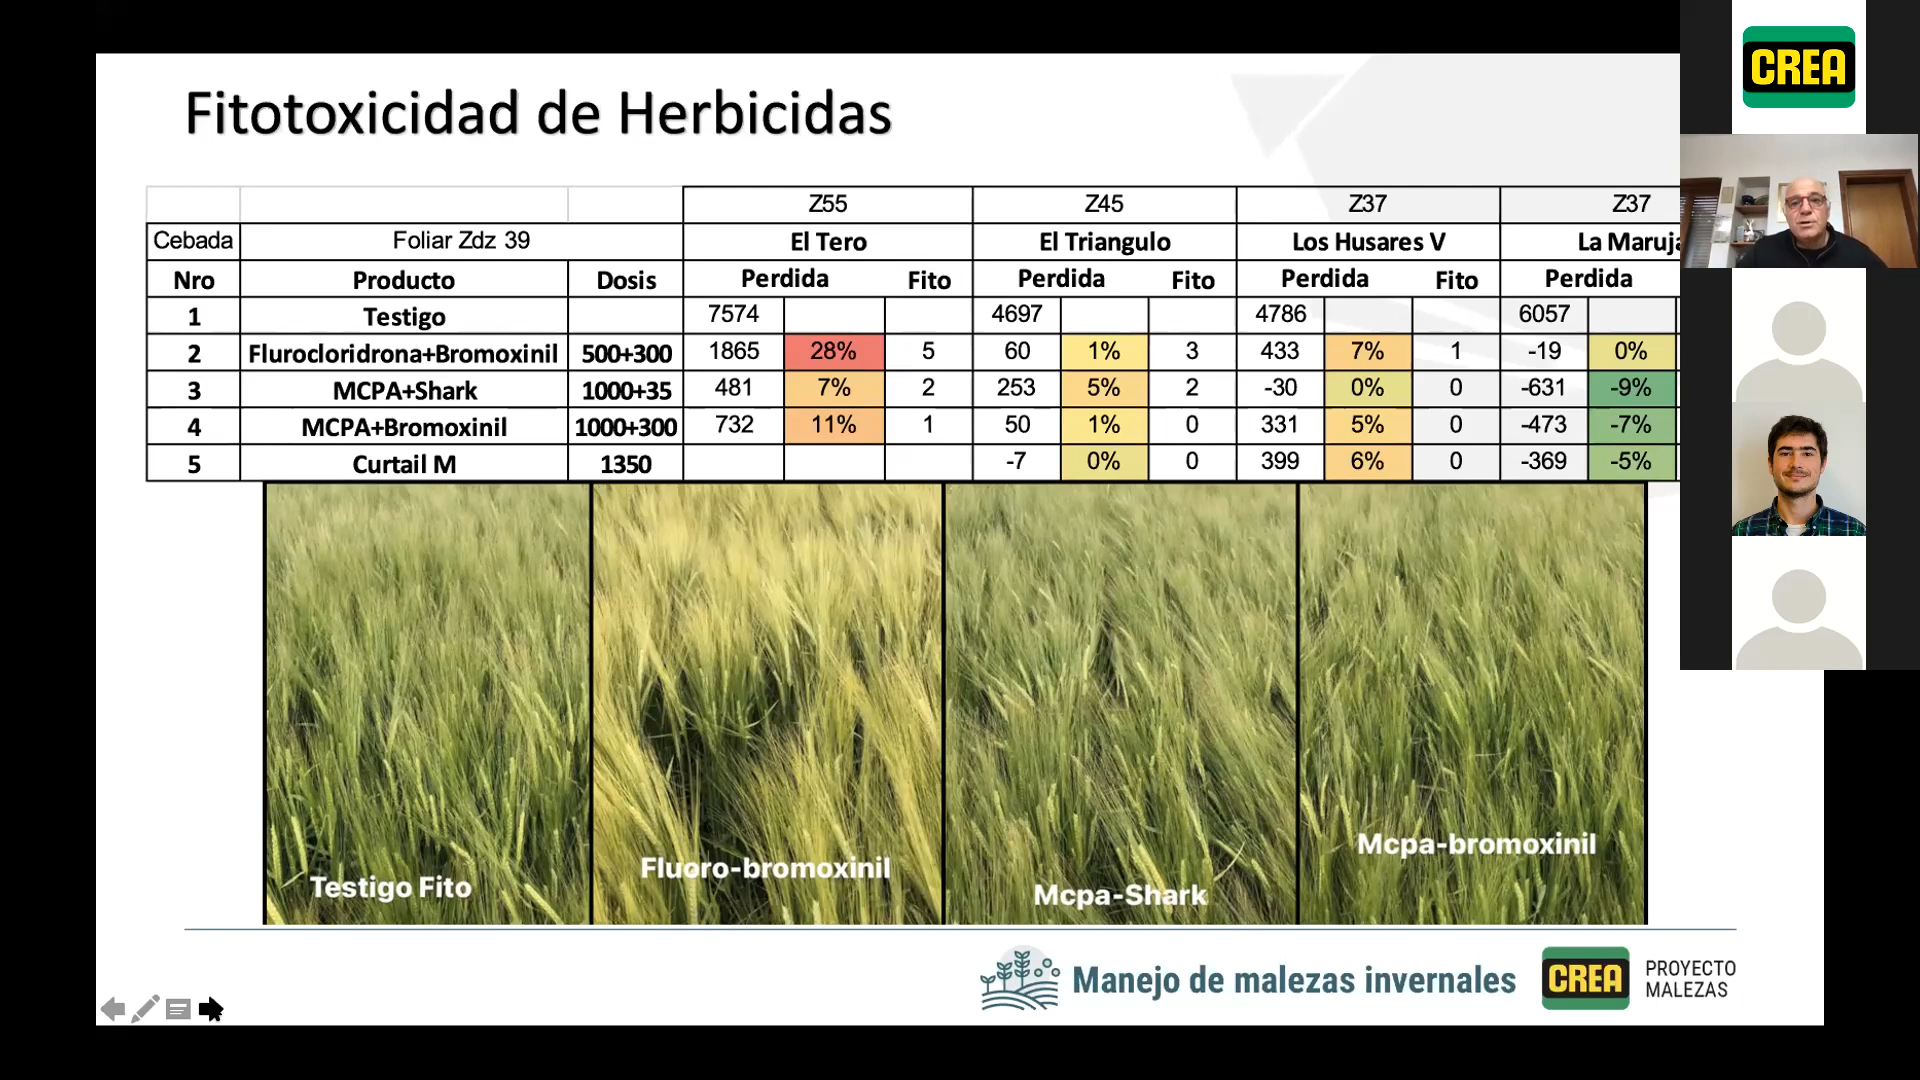 CREA
Fitotoxicidad de Herbicidas
Z55 Z45 Z37 Z37
Cebada Foliar Zdz 39 El Tero El Triangulo Los Husares V La Maruja
Nro Producto Dosis Perdida Fito Perdida Fito Perdida Fito Perdida
1 Testigo 7574 4697 4786 6057
2 Flurocloridrona+Bromoxinil 500+300 1865 28% 5 60 1% 3 433 7% 1 -19 0%
3 MCPA+Shark 1000+35 481 7% 2 253 5% 2 -30 0% 0 -631 -9%
4 MCPA+Bromoxinil 1000+300 732 11% 1 50 1% 0 331 5% 0 -473 -7%
5 Curtail M 1350 -7 0% 0 399 6% 0 -369 -5%
Testigo Fito
Fluoro-bromoxinil
Mcpa-Shark
Mcpa-bromoxinil
Manejo de malezas invernales
CREA
PROYECTO
MALEZAS